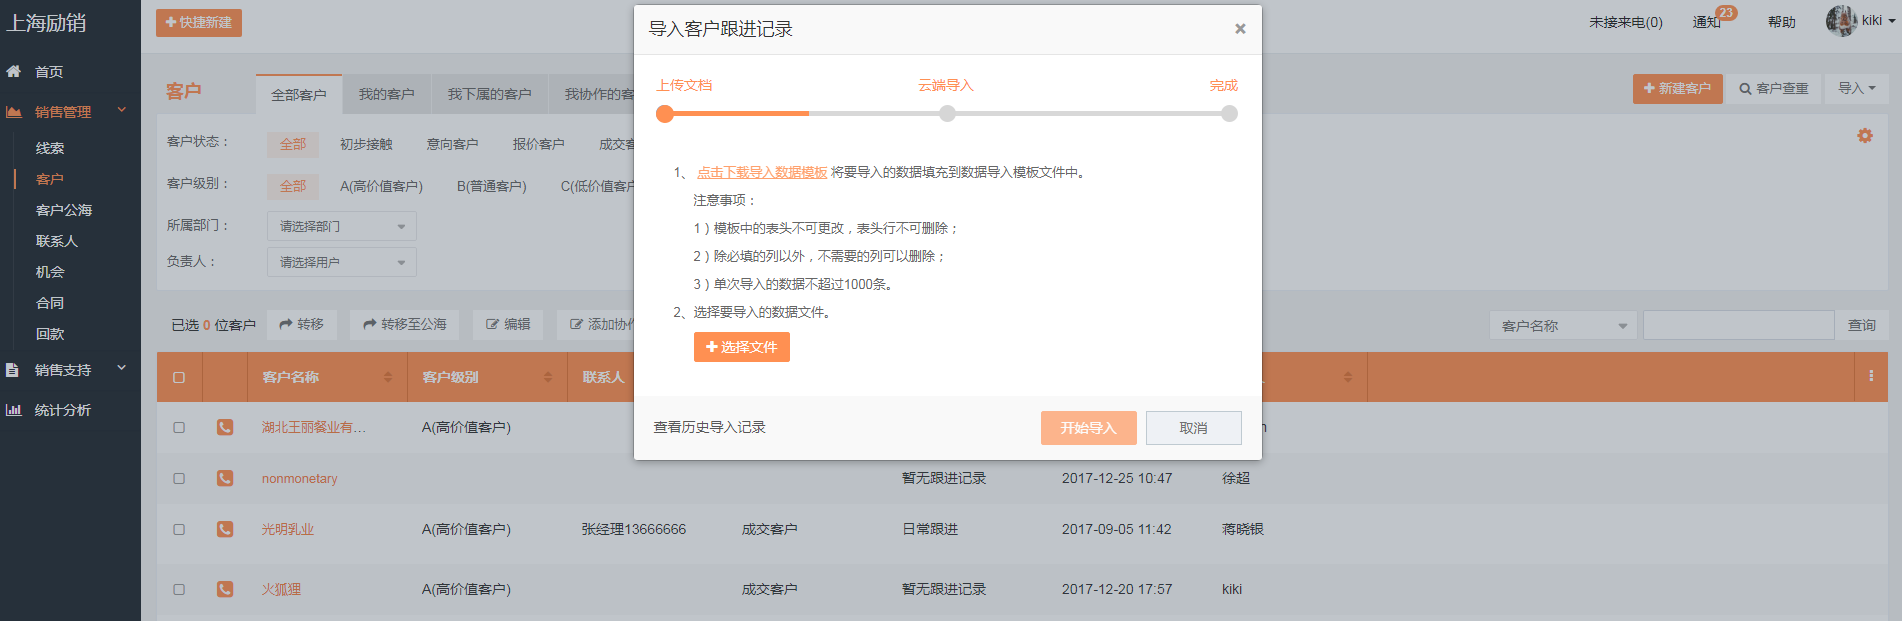 上海励销
快捷新建
未接来电(0)
通知
23
帮助
kiki
首页
销售管理
线索
客户
客户公海
联系人
机会
合同
回款
销售支持
统计分析
客户
全部客户
我的客户
我下属的客户
我协作的客
新建客户
客户查重
导入
客户状态：
全部
初步接触
意向客户
报价客户
成交
客户级别：
全部
A(高价值客户)
B(普通客户)
C(低价值客户
所属部门：
请选择部门
负责人：
请选择用户
已选 0 位客户
转移
转移至公海
编辑
添加协
客户名称
查询
客户名称
客户级别
联系人
湖北王丽餐业有...
A(高价值客户)
nonmonetary
暂无跟进记录
2017-12-25 10:47
徐超
光明乳业
A(高价值客户)
张经理13666666
成交客户
日常跟进
2017-09-05 11:42
蒋晓银
火狐狸
A(高价值客户)
成交客户
暂无跟进记录
2017-12-20 17:57
kiki
导入客户跟进记录
×
上传文档
云端导入
完成
1、 点击下载导入数据模板 将要导入的数据填充到数据导入模板文件中。
注意事项：
1）模板中的表头不可更改，表头行不可删除；
2）除必填的列以外，不需要的列可以删除；
3）单次导入的数据不超过1000条。
2、选择要导入的数据文件。
选择文件
查看历史导入记录
开始导入
取消